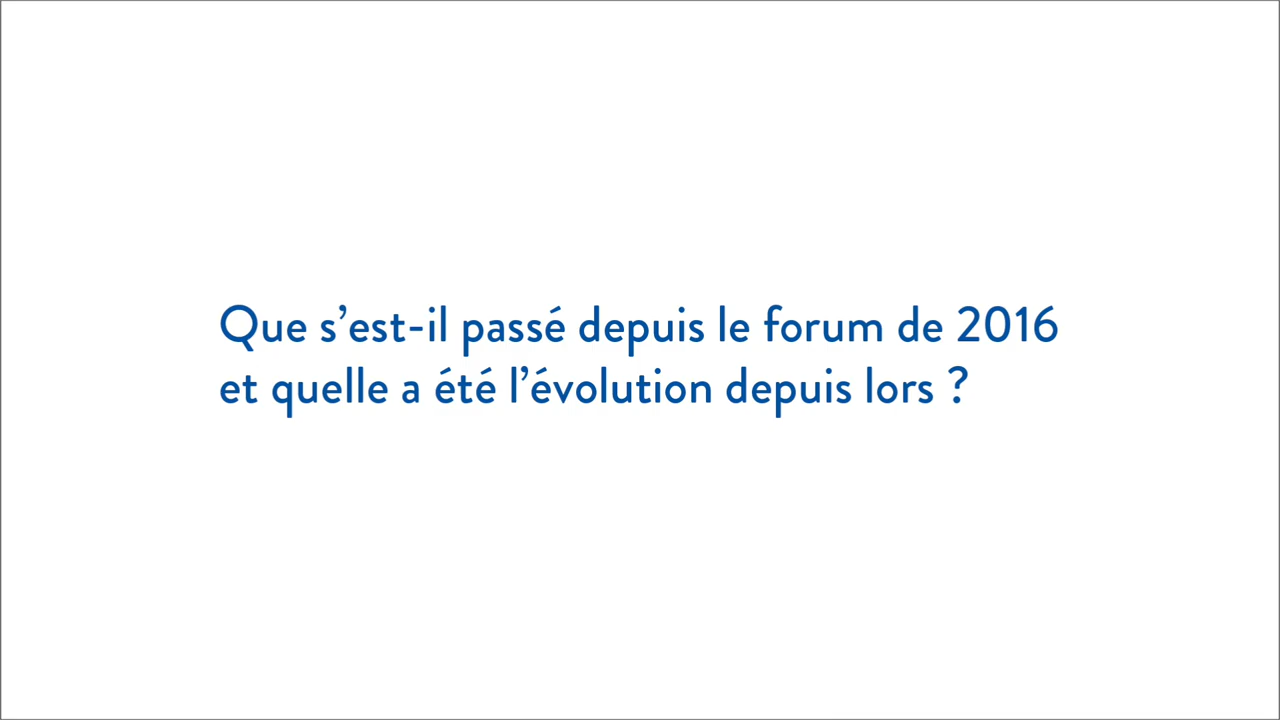 Que s’est-il passé depuis le forum de 2016
et quelle a été l’évolution depuis lors ?